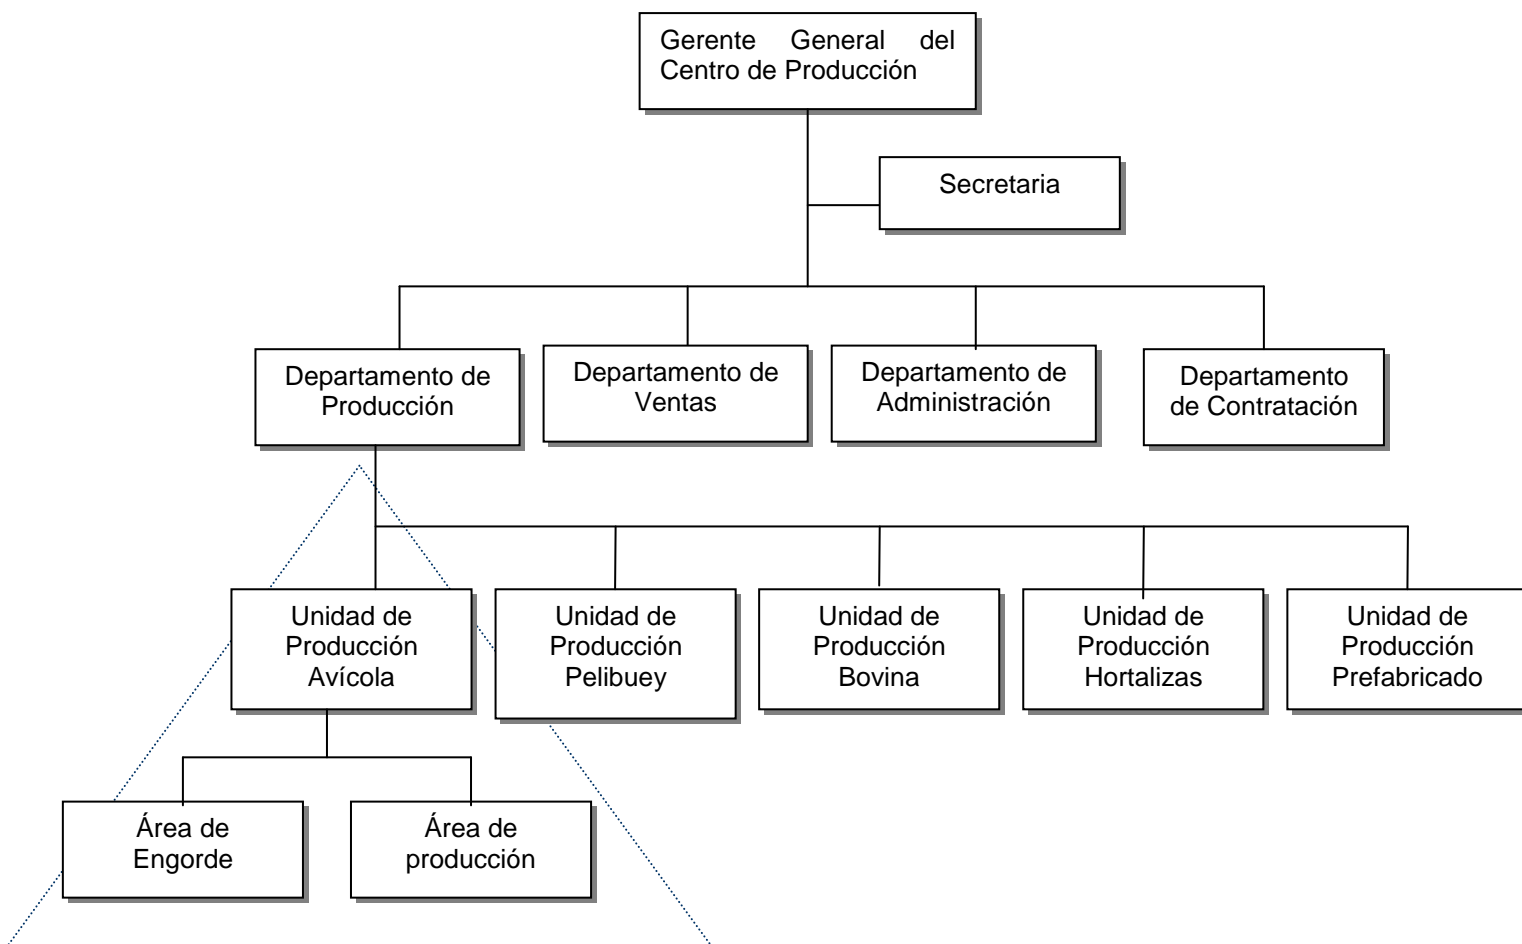 Gerente General del
Centro de Producción
Secretaria
Departamento de
Producción
Departamento de
Ventas
Departamento de
Administración
Departamento
de Contratación
Unidad de
Producción
Avícola
Unidad de
Producción
Pelibuey
Unidad de
Producción
Bovina
Unidad de
Producción
Hortalizas
Unidad de
Producción
Prefabricado
Área de
Engorde
Área de
producción